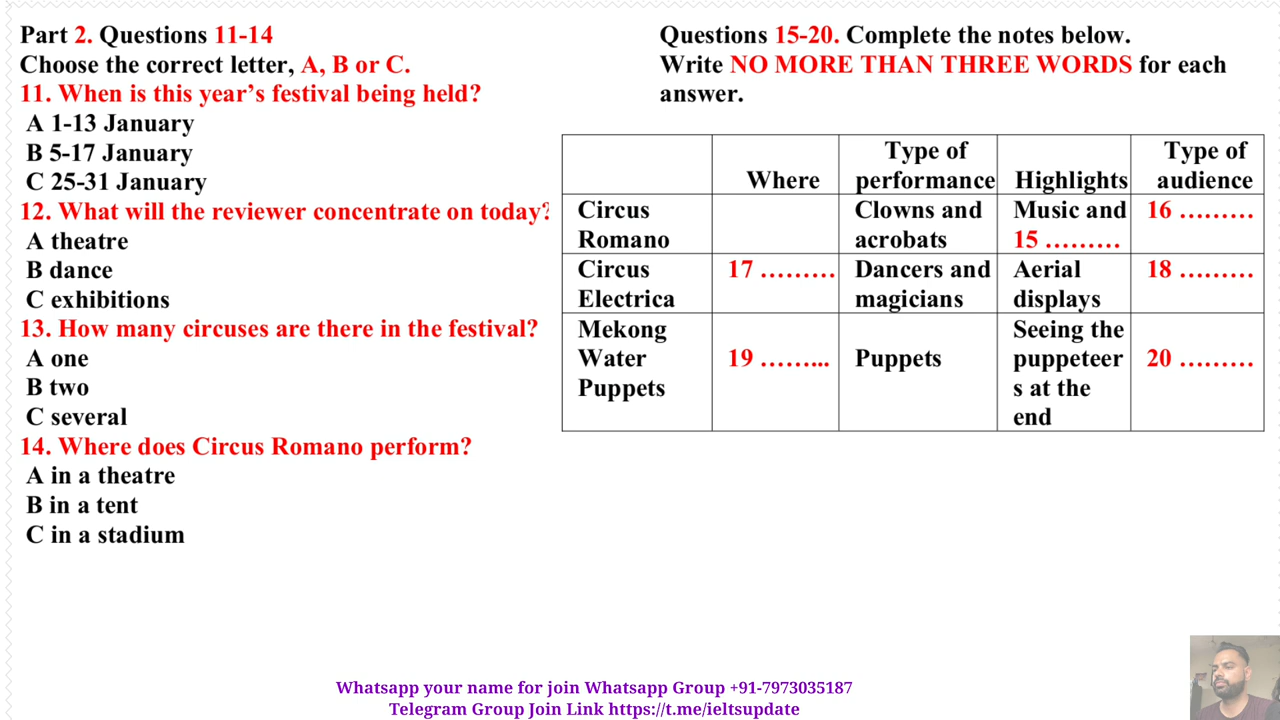 Part 2. Questions 11-14
Choose the correct letter, A, B or C.
11. When is this year’s festival being held?
A 1-13 January
B 5-17 January
C 25-31 January
12. What will the reviewer concentrate on today?
A theatre
B dance
C exhibitions
13. How many circuses are there in the festival?
A one
B two
C several
14. Where does Circus Romano perform?
A in a theatre
B in a tent
C in a stadium
Questions 15-20. Complete the notes below.
Write NO MORE THAN THREE WORDS for each
answer.
Where
Type of
performance
Highlights
Type of
audience
Circus
Romano
Clowns and
acrobats
Music and
15 ………
16 ………
Circus
Electrica
17 ………
Dancers and
magicians
Aerial
displays
18 ………
Mekong
Water
Puppets
19 ……...
Puppets
Seeing the
puppeteer
s at the
end
20 ………
Whatsapp your name for join Whatsapp Group +91-7973035187
Telegram Group Join Link https://t.me/ieltsupdate